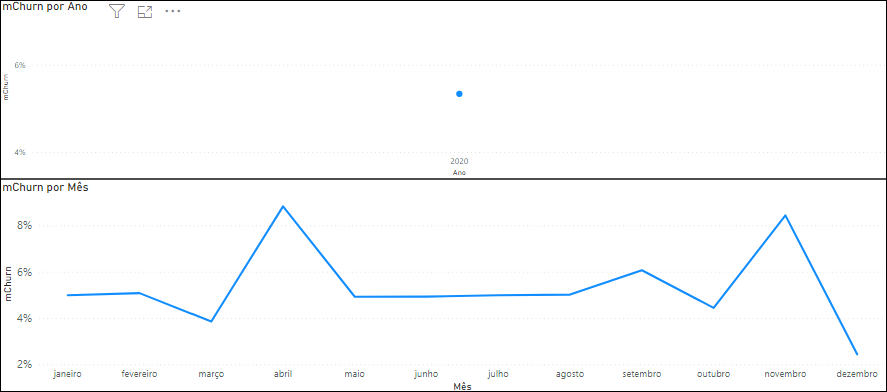 mChurn por Ano
6%
mChurn
4%
2020
Ano
mChurn por Mês
8%
6%
mChurn
4%
2%
janeiro fevereiro março abril maio junho julho agosto setembro outubro novembro dezembro
Mês